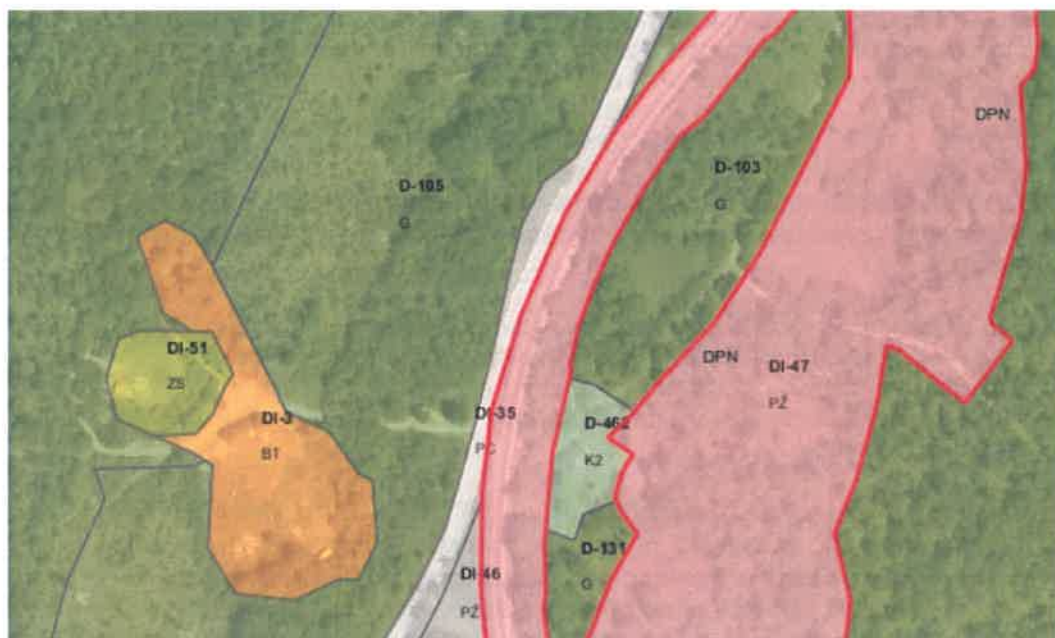 DPN
D-105
G
D-103
G
DI-51
ZS
DPN
DI-47
PŽ
DI-3
B1
DI-35
PC
D-462
K2
D-131
G
DI-46
PŽ